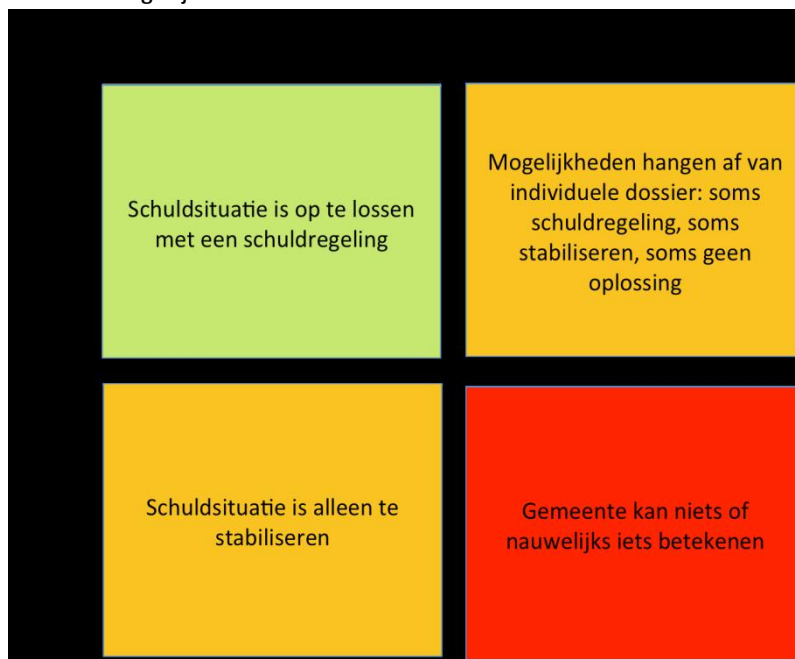 Schuldsituatie is op te lossen
met een schuldregeling
Mogelijkheden hangen af van
individuele dossier: soms
schuldregeling, soms
stabiliseren, soms geen
oplossing
Schuldsituatie is alleen te
stabiliseren
Gemeente kan niets of
nauwelijks iets betekenen